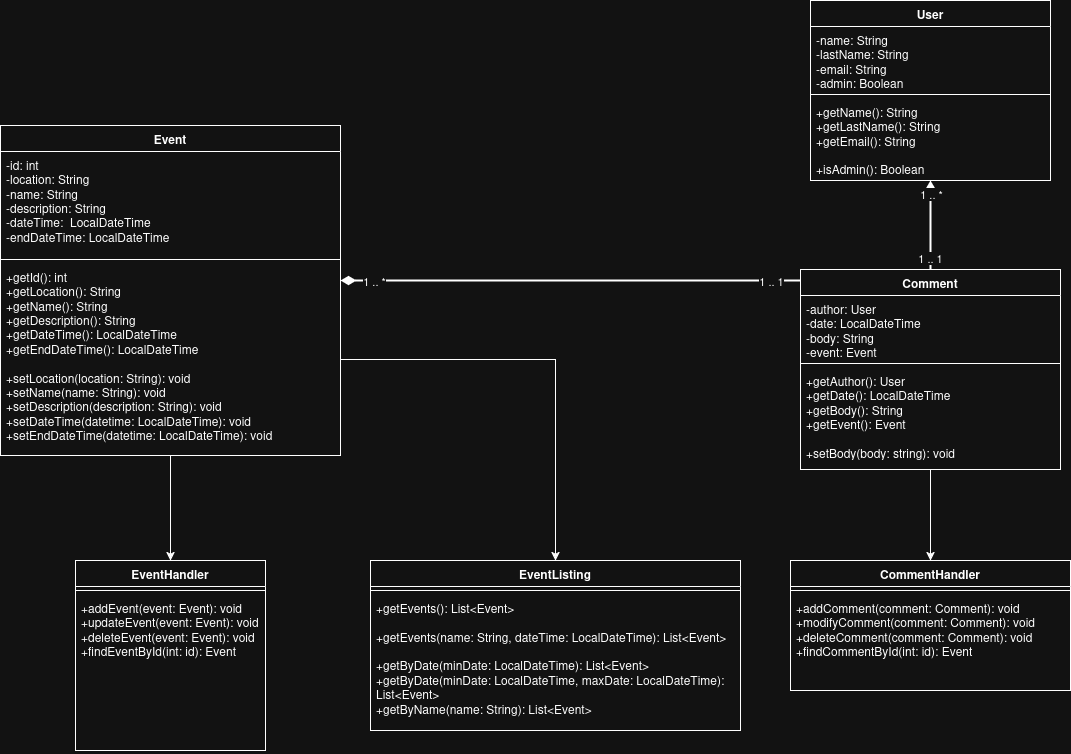 User
-name: String
-lastName: String
-email: String
-admin: Boolean
+getName(): String
+getLastName(): String
+getEmail(): String
+isAdmin(): Boolean
1 .. *
1 .. 1
Event
-id: int
-location: String
-name: String
-description: String
-dateTime:  LocalDateTime
-endDateTime: LocalDateTime
+getId(): int
+getLocation(): String
+getName(): String
+getDescription(): String
+getDateTime(): LocalDateTime
+getEndDateTime(): LocalDateTime
+setLocation(location: String): void
+setName(name: String): void
+setDescription(description: String): void
+setDateTime(datetime: LocalDateTime): void
+setEndDateTime(datetime: LocalDateTime): void
1 .. *
1 .. 1
Comment
-author: User
-date: LocalDateTime
-body: String
-event: Event
+getAuthor(): User
+getDate(): LocalDateTime
+getBody(): String
+getEvent(): Event
+setBody(body: string): void
EventHandler
+addEvent(event: Event): void
+updateEvent(event: Event): void
+deleteEvent(event: Event): void
+findEventById(int: id): Event
EventListing
+getEvents(): List<Event>
+getEvents(name: String, dateTime: LocalDateTime): List<Event>
+getByDate(minDate: LocalDateTime): List<Event>
+getByDate(minDate: LocalDateTime, maxDate: LocalDateTime):
List<Event>
+getByName(name: String): List<Event>
CommentHandler
+addComment(comment: Comment): void
+modifyComment(comment: Comment): void
+deleteComment(comment: Comment): void
+findCommentById(int: id): Event